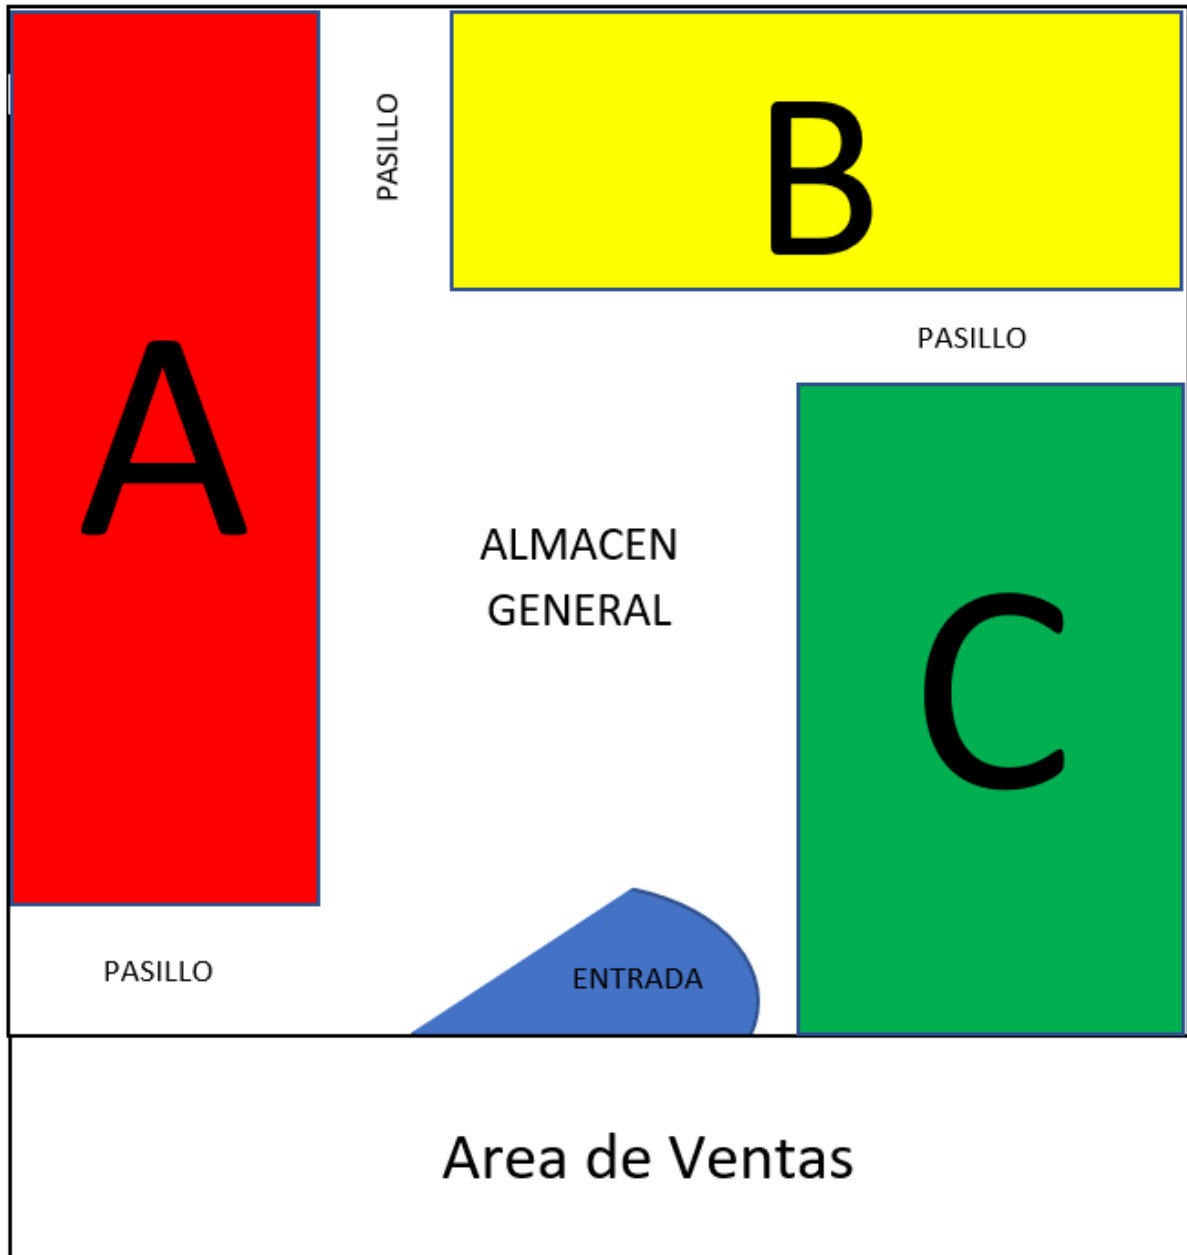 PASILLO
B
PASILLO
A
ALMACEN
GENERAL
C
PASILLO
ENTRADA
Area de Ventas